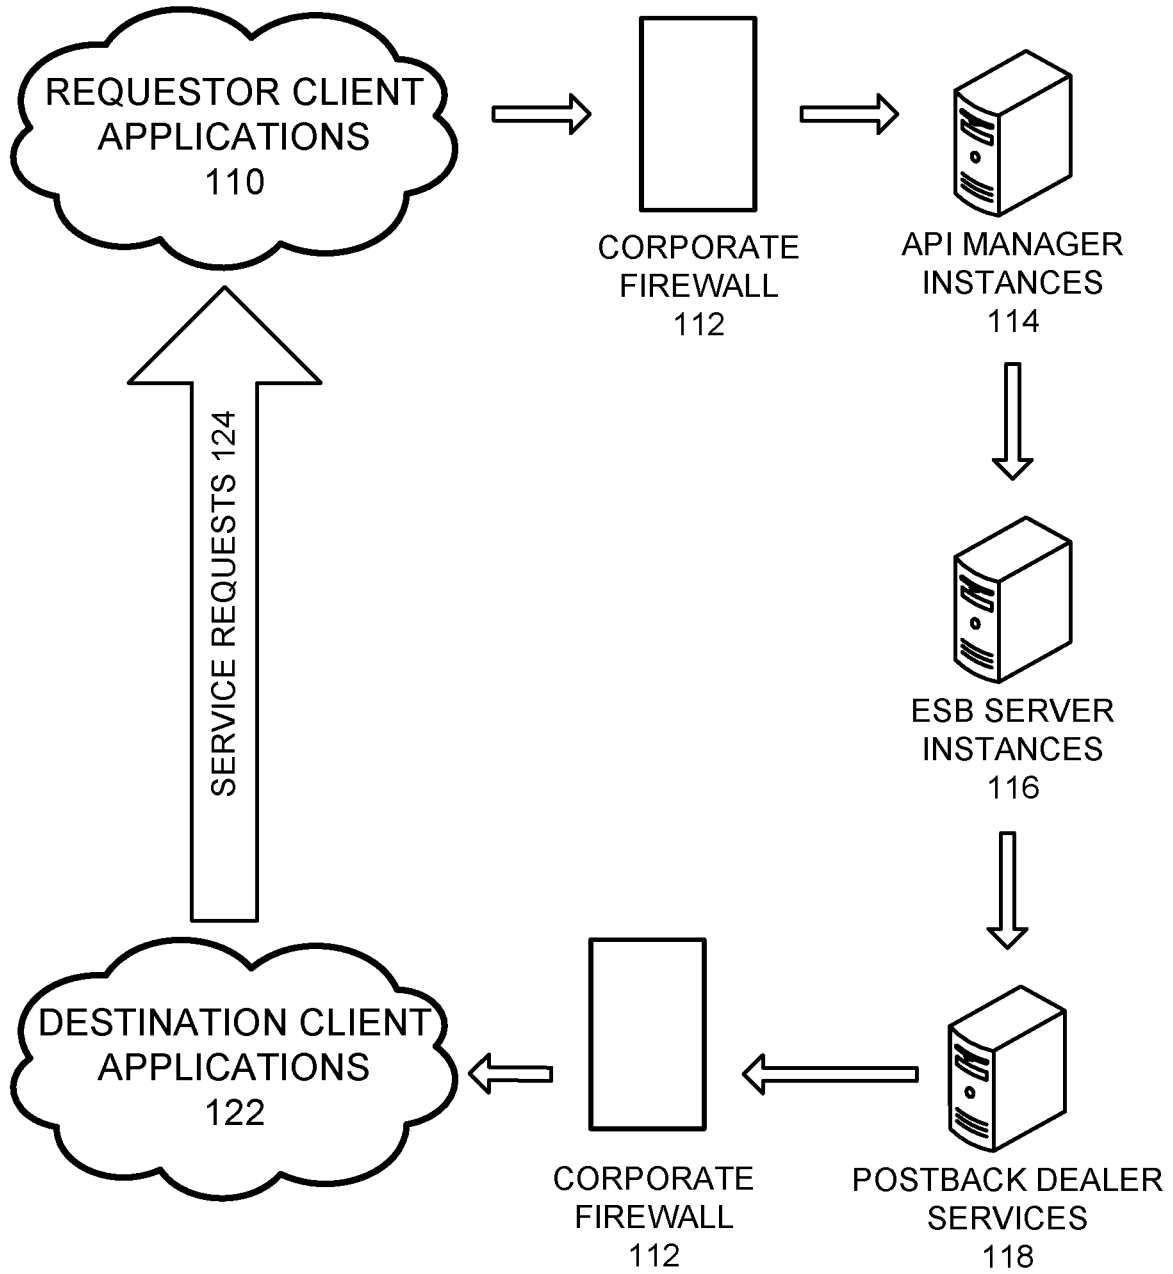 REQUESTOR CLIENT
APPLICATIONS
110
CORPORATE
FIREWALL
112
API MANAGER
INSTANCES
114
SERVICE REQUESTS 124
ESB SERVER
INSTANCES
116
DESTINATION CLIENT
APPLICATIONS
122
CORPORATE
FIREWALL
112
POSTBACK DEALER
SERVICES
118